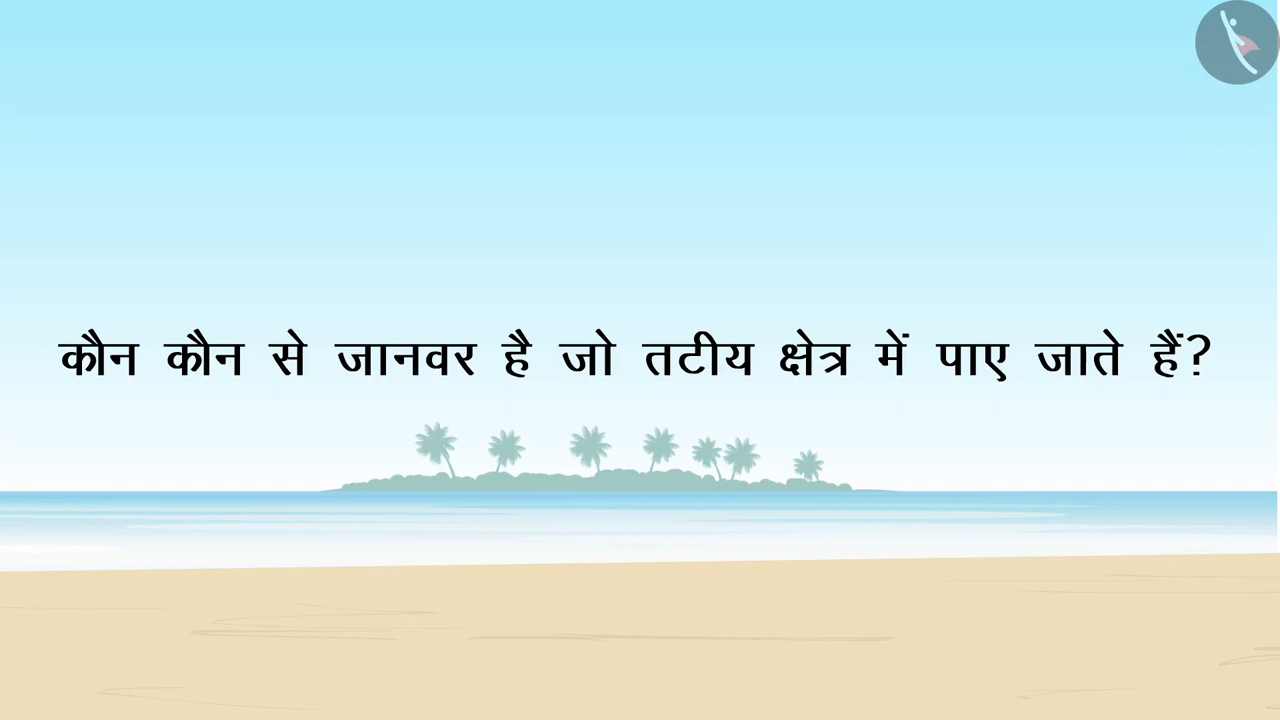 कौन कौन से जानवर है जो तटीय क्षेत्र में पाए जाते हैं?